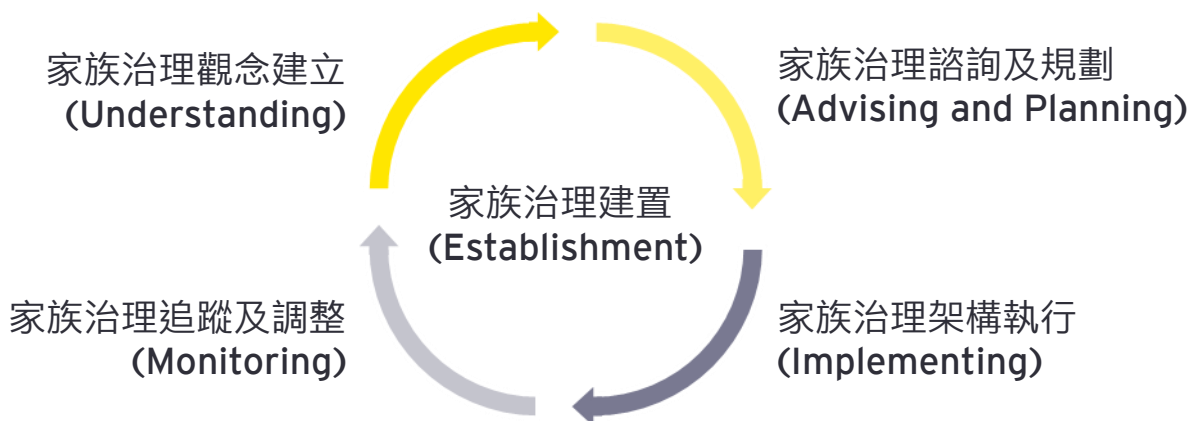 家族治理觀念建立
(Understanding)
家族治理諮詢及規劃
(Advising and Planning)
家族治理建置
(Establishment)
家族治理追蹤及調整
(Monitoring)
家族治理架構執行
(Implementing)